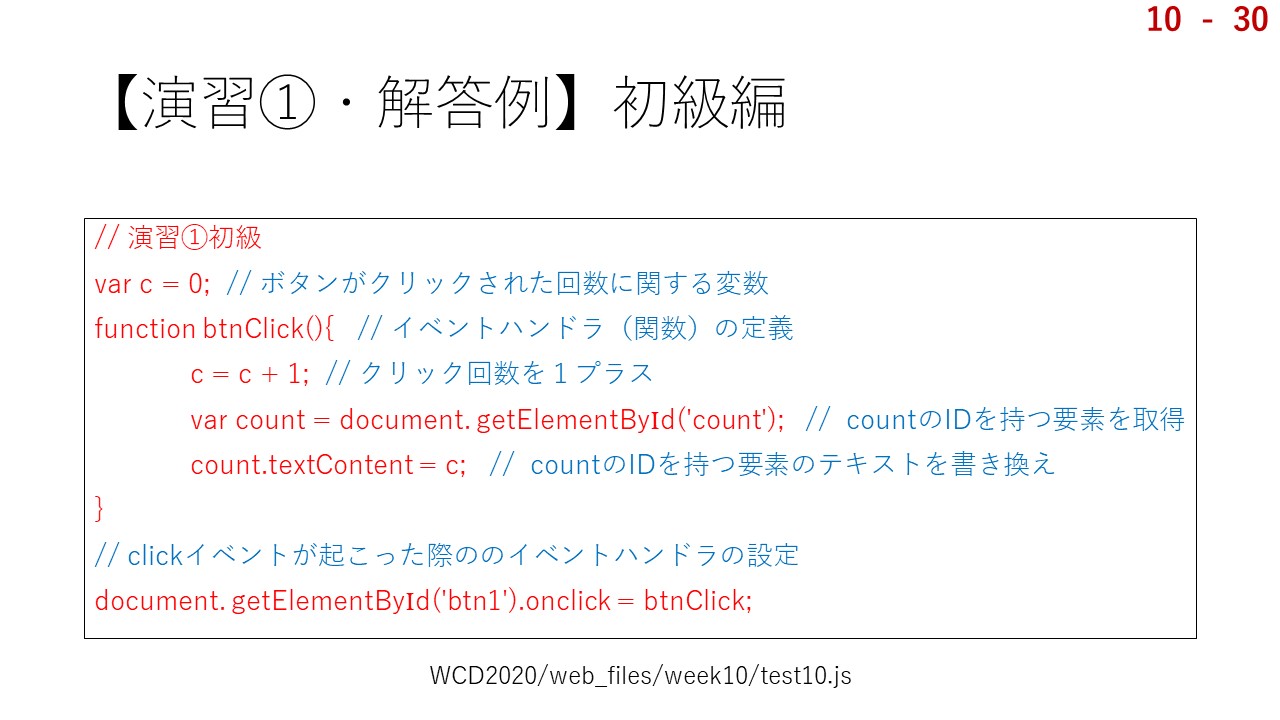 10 - 30
【演習①・解答例】初級編
// 演習①初級
var c = 0;  // ボタンがクリックされた回数に関する変数
function btnClick(){   // イベントハンドラ（関数）の定義
c = c + 1;  // クリック回数を１プラス
var count = document. getElementById('count');   //  countのIDを持つ要素を取得
count.textContent = c;   //  countのIDを持つ要素のテキストを書き換え
}
// clickイベントが起こった際ののイベントハンドラの設定
document. getElementById('btn1').onclick = btnClick;
WCD2020/web_files/week10/test10.js